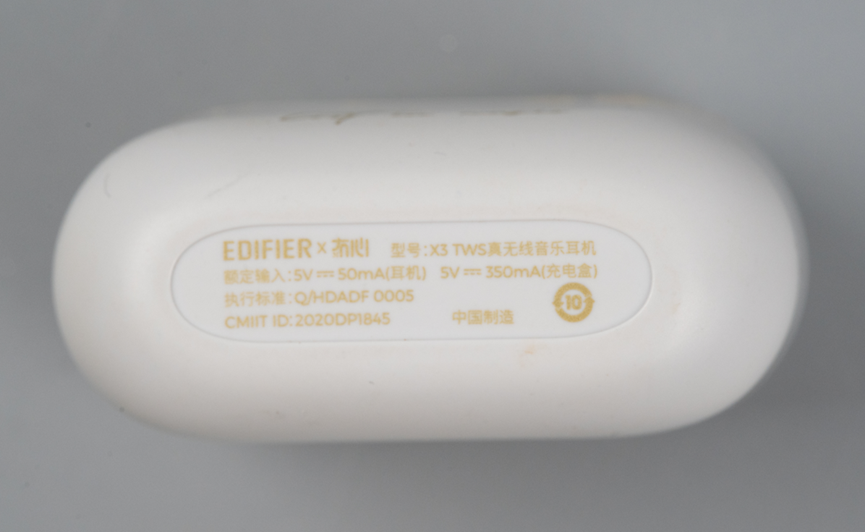 EDIFIER x 布心 型号:X3 TWS真无线音乐耳机
额定输入:5V⎓50mA(耳机) 5V⎓350mA(充电盒)
执行标准:Q/HDADF 0005
10
CMIIT ID:2020DP1845 中国制造